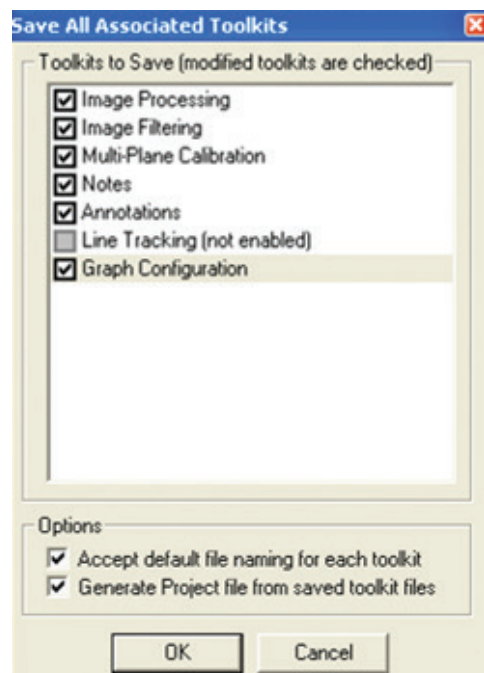 Save All Associated Toolkits
Toolkits to Save (modified toolkits are checked)
Image Processing
Image Filtering
Multi-Plane Calibration
Notes
Annotations
Line Tracking (not enabled)
Graph Configuration
Options
Accept default file naming for each toolkit
Generate Project file from saved toolkit files
OK Cancel